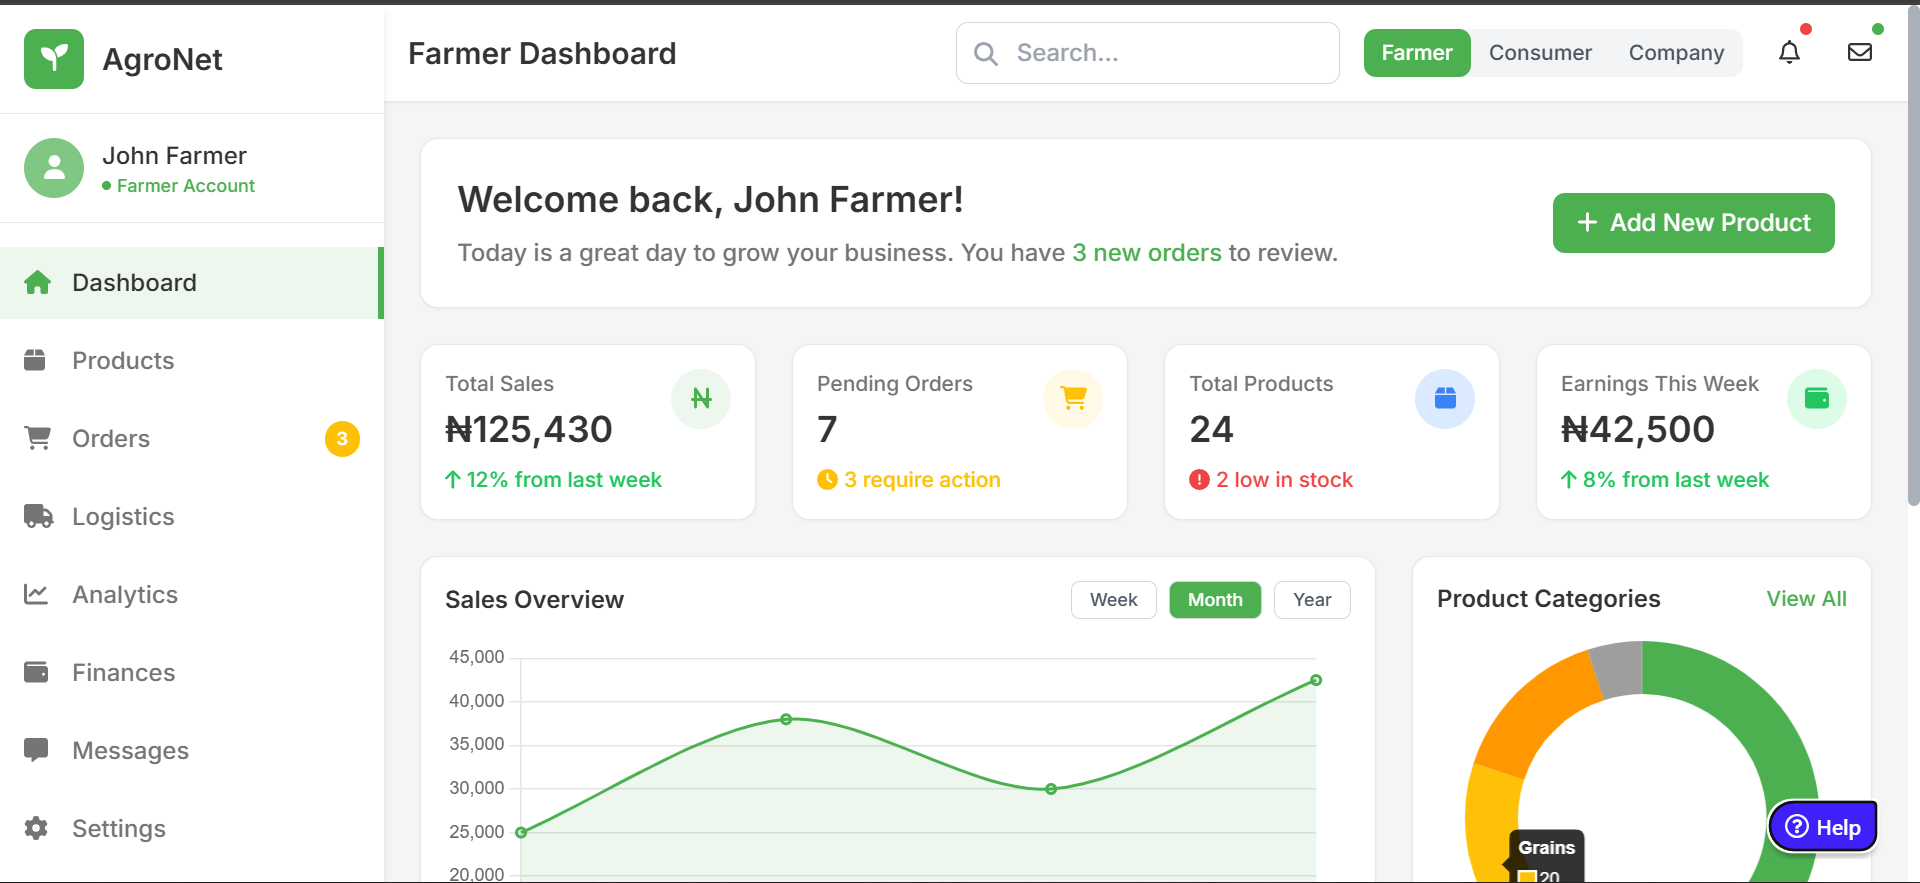 AgroNet
John Farmer
Farmer Account
Dashboard
Products
Orders
3
Logistics
Analytics
Finances
Messages
Settings
Farmer Dashboard
Search...
Farmer
Consumer
Company
Welcome back, John Farmer!
Today is a great day to grow your business. You have 3 new orders to review.
+ Add New Product
Total Sales
₦
₦125,430
↑ 12% from last week
Pending Orders
7
3 require action
Total Products
24
2 low in stock
Earnings This Week
₦42,500
↑ 8% from last week
Sales Overview
Week
Month
Year
45,000
40,000
35,000
30,000
25,000
20,000
Product Categories
View All
Grains
20
? Help